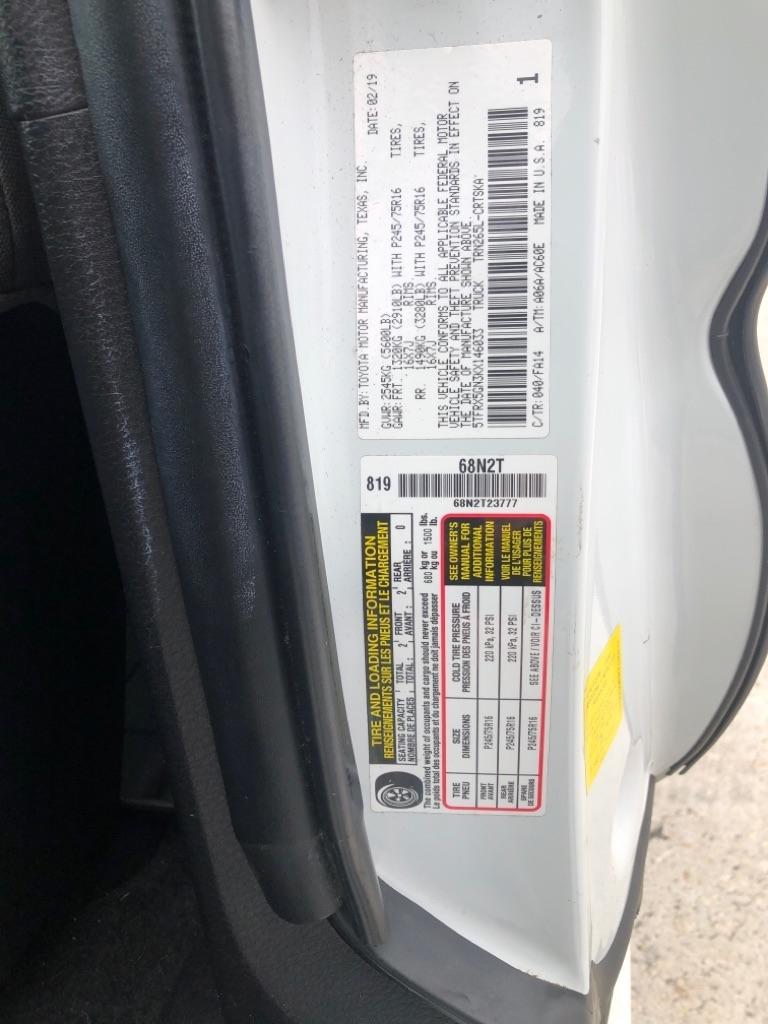 MFD.BY: TOYOTA MOTOR MANUFACTURING, TEXAS, INC. DATE: 02/19
GVWR: 2545KG (5600LB)
GAWR: FRT. 1320KG (2910LB) WITH P245/75R16 TIRES,
16X7J RIMS,
RR. 1490KG (3280LB) WITH P245/75R16 TIRES,
16X7J RIMS,
THIS VEHICLE CONFORMS TO ALL APPLICABLE FEDERAL MOTOR
VEHICLE SAFETY AND THEFT PREVENTION STANDARDS IN EFFECT ON
THE DATE OF MANUFACTURE SHOWN ABOVE.
5TFRX5GN3KX146033 TRUCK TRN265L-CRTSKA
C/TR: 040/FA14 A/TM: A06A/AC60E MADE IN U.S.A. 819 1
819 68N2T
68N2T23777
TIRE AND LOADING INFORMATION
RENSEIGNEMENTS SUR LES PNEUS ET LE CHARGEMENT
SEATING CAPACITY TOTAL : 2 FRONT 2 REAR 0
NOMBRE DE PLACES TOTAL : 2 AVANT : 2 ARRIÈRE : 0
The combined weight of occupants and cargo should never exceed 680 kg or 1500 lbs.
Le poids total des occupants et du chargement ne doit jamais dépasser kg ou lb.
TIRE PNEU SIZE DIMENSIONS COLD TIRE PRESSURE PRESSION DES PNEUS À FROID
FRONT AVANT P245/75R16 220 kPa, 32 PSI
REAR ARRIÈRE P245/75R16 220 kPa, 32 PSI
SPARE DE SECOURS P245/75R16 SEE ABOVE / VOIR CI-DESSUS
SEE OWNER'S
MANUAL FOR
ADDITIONAL
INFORMATION
VOIR LE MANUEL
DE L'USAGER
POUR PLUS DE
RENSEIGNEMENTS